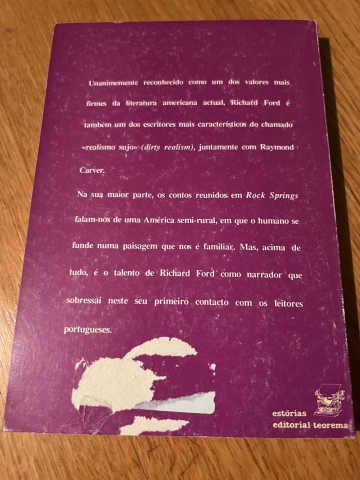 Unanimemente reconhecido como um dos valores mais
firmes da literatura americana actual, Richard Ford é
também um dos escritores mais característicos do chamado
«realismo sujo» (dirty realism), juntamente com Raymond
Carver.
Na sua maior parte, os contos reunidos em Rock Springs
falam-nos de uma América semi-rural, em que o humano se
funde numa paisagem que nos é familiar. Mas, acima de
tudo, é o talento de Richard Ford como narrador que
sobressai neste seu primeiro contacto com os leitores
portugueses.
estórias
editorial teorema